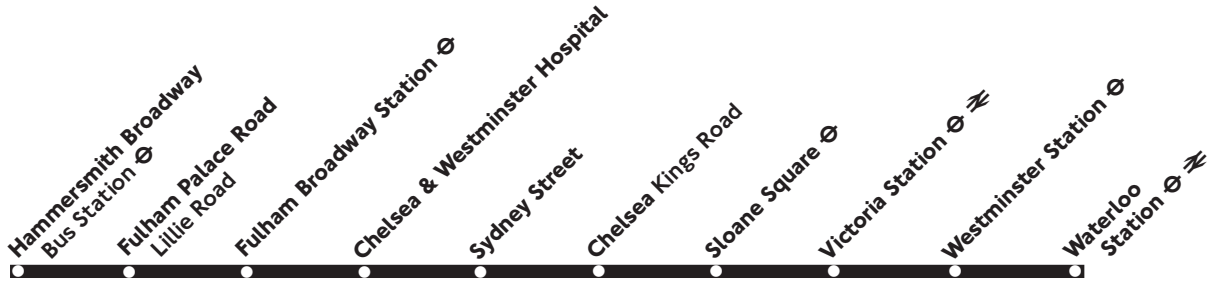 Hammersmith Broadway
Bus Station
Fulham Palace Road
Lillie Road
Fulham Broadway Station
Chelsea & Westminster Hospital
Sydney Street
Chelsea Kings Road
Sloane Square
Victoria Station
Westminster Station
Waterloo
Station